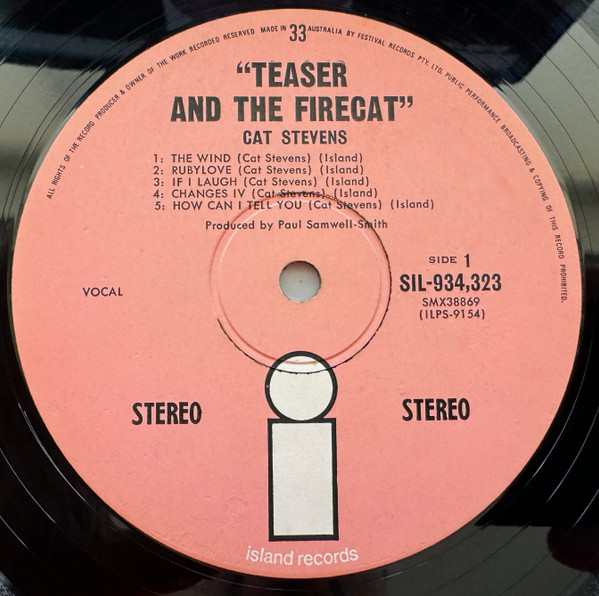 ALL RIGHTS OF THE RECORD PRODUCER & OWNER OF THE WORK RECORDED RESERVED MADE IN 33 AUSTRALIA BY FESTIVAL RECORDS PTY. LTD. PUBLIC PERFORMANCE BROADCASTING & COPYING OF THIS RECORD PROHIBITED.
“TEASER
AND THE FIRECAT”
CAT STEVENS
1: THE WIND (Cat Stevens) (Island)
2: RUBYLOVE (Cat Stevens) (Island)
3: IF I LAUGH (Cat Stevens) (Island)
4: CHANGES IV (Cat Stevens) (Island)
5: HOW CAN I TELL YOU (Cat Stevens) (Island)
Produced by Paul Samwell-Smith
SIDE 1
SIL-934,323
SMX38869
(ILPS-9154)
VOCAL
STEREO STEREO
island records